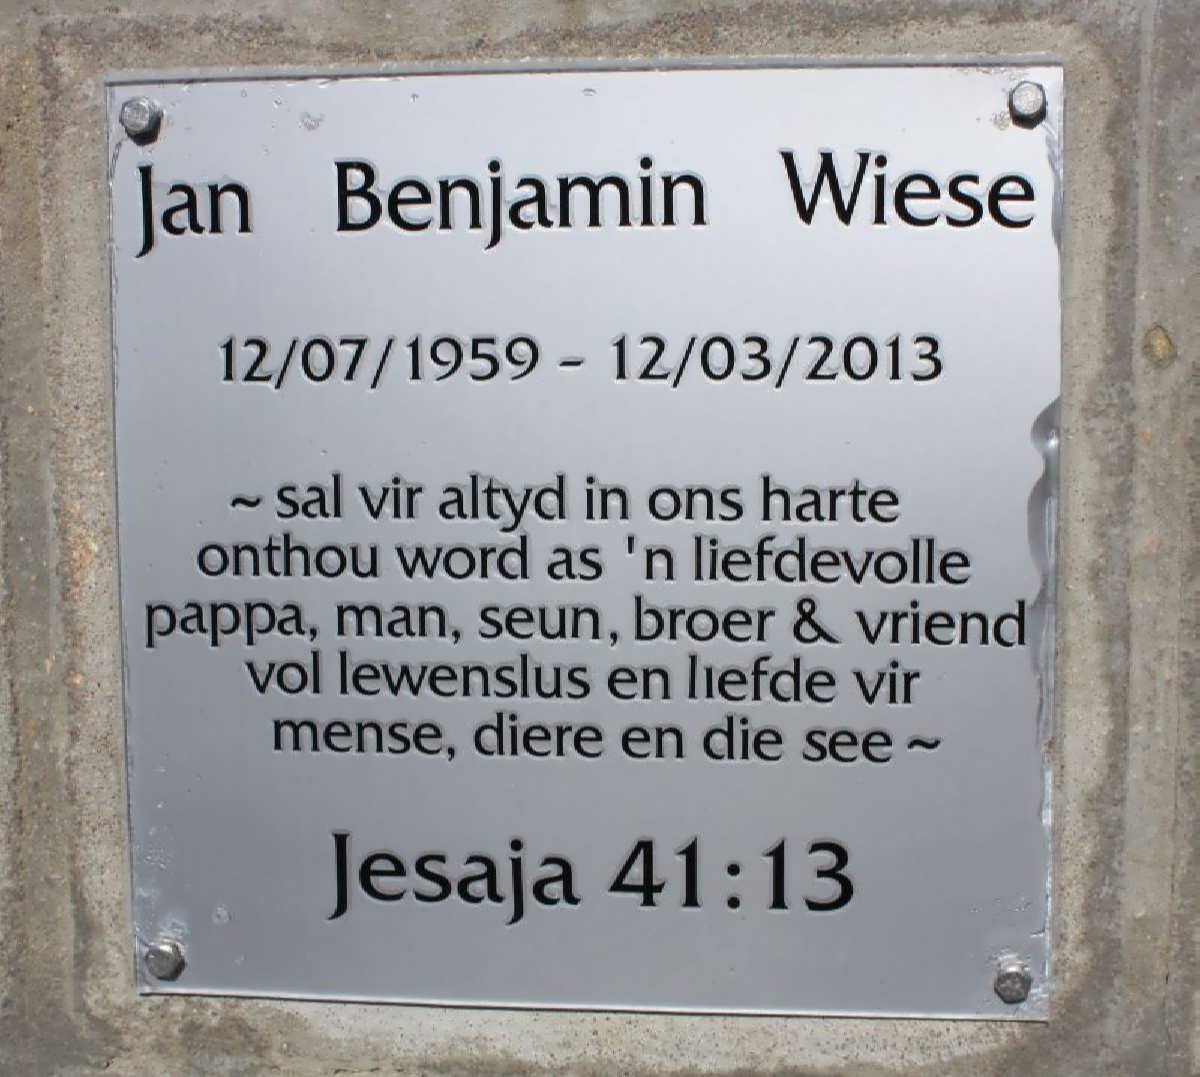 Jan Benjamin Wiese
12/07/1959 - 12/03/2013
~ sal vir altyd in ons harte
onthou word as 'n liefdevolle
pappa, man, seun, broer & vriend
vol lewenslus en liefde vir
mense, diere en die see ~
Jesaja 41:13